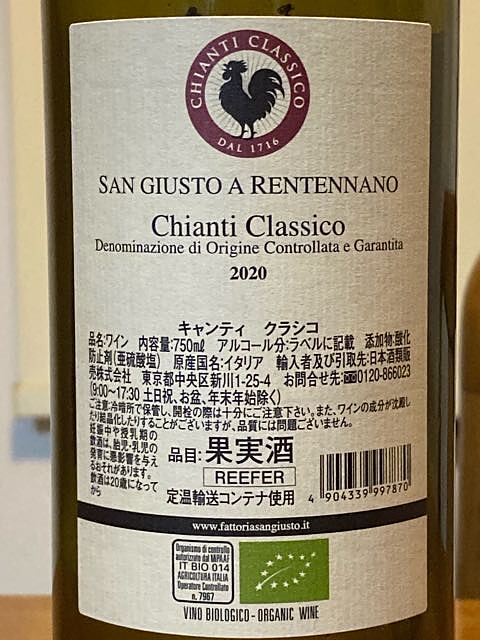 CHIANTI CLASSICO
DAL 1716
SAN GIUSTO A RENTENNANO
Chianti Classico
Denominazione di Origine Controllata e Garantita
2020
キャンティ クラシコ
品名:ワイン 内容量:750mℓ アルコール分:ラベルに記載 添加物:酸化
防止剤(亜硫酸塩) 原産国名:イタリア 輸入者及び引取先:日本酒類販
売株式会社 東京都中央区新川1-25-4 お問合せ先:0120-866023
(9:00～17:30 土日祝、お盆、年末年始除く)
ご注意:冷暗所で保管し、開栓の際は十分にご注意下さい。また、ワインの成分が沈殿し
たり結晶化したりすることがございますが、品質には問題ございません。
妊娠中や授乳期の
飲酒は、胎児・乳児の
発育に悪影響を与え
るおそれがあります。
飲酒は20歳になって
から
品目:果実酒
REEFER
定温輸送コンテナ使用
4 904339 997870
www.fattoriasangiusto.it
Organismo di controllo
autorizzato dal MiPAAF
IT BIO 014
AGRICOLTURA ITALIA
Operatore Controllato
n. 7967
VINO BIOLOGICO - ORGANIC WINE